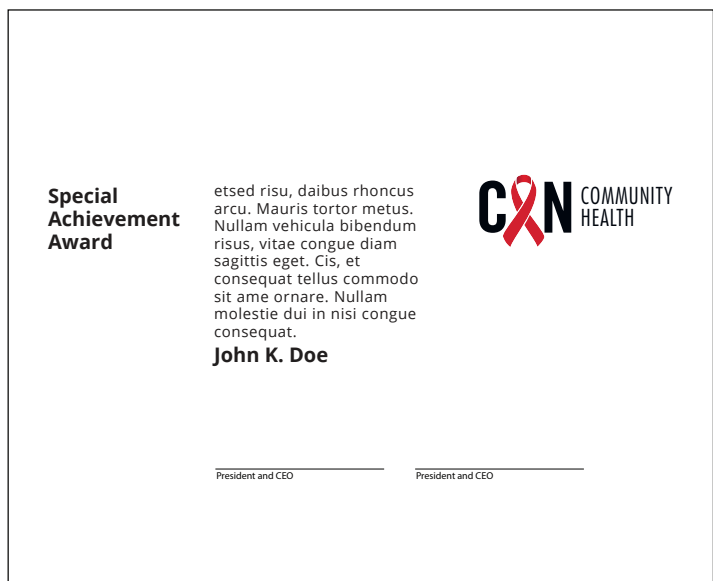 Special
Achievement
Award
etsed risu, daibus rhoncus
arcu. Mauris tortor metus.
Nullam vehicula bibendum
risus, vitae congue diam
sagittis eget. Cis, et
consequat tellus commodo
sit ame ornare. Nullam
molestie dui in nisi congue
consequat.
John K. Doe
CAN COMMUNITY
HEALTH
President and CEO
President and CEO